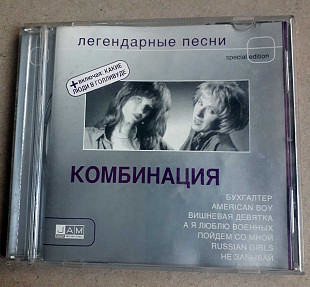 легендарные песни
special edition
+ включая: КАКИЕ
ЛЮДИ В ГОЛЛИВУДЕ
КОМБИНАЦИЯ
БУХГАЛТЕР
AMERICAN BOY
ВИШНЕВАЯ ДЕВЯТКА
А Я ЛЮБЛЮ ВОЕННЫХ
ПОЙДЕМ СО МНОЙ
RUSSIAN GIRLS
НЕ ЗАБЫВАЙ
JAM